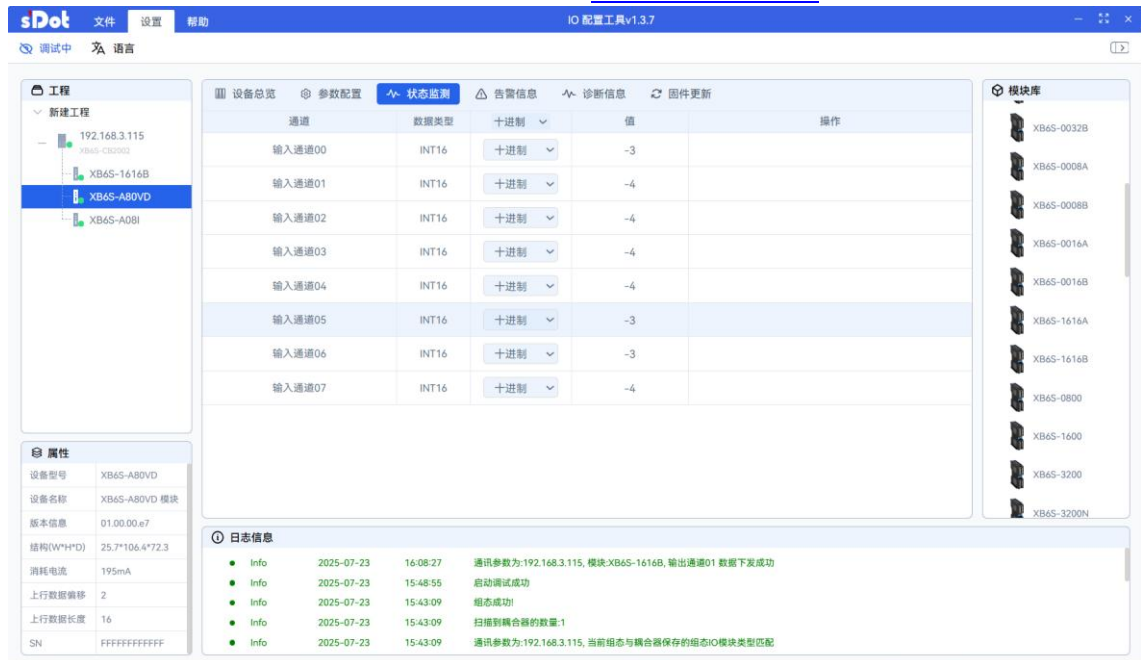 sDot 文件 设置 帮助 IO 配置工具v1.3.7
调试中 语言
工程
新建工程
192.168.3.115
XB6S-CB2002
XB6S-1616B
XB6S-A80VD
XB6S-A08I
设备总览 参数配置 状态监测 告警信息 诊断信息 固件更新
通道 数据类型 十进制 值 操作
输入通道00 INT16 十进制 -3
输入通道01 INT16 十进制 -4
输入通道02 INT16 十进制 -4
输入通道03 INT16 十进制 -4
输入通道04 INT16 十进制 -4
输入通道05 INT16 十进制 -3
输入通道06 INT16 十进制 -3
输入通道07 INT16 十进制 -4
模块库
XB6S-0032B
XB6S-0008A
XB6S-0008B
XB6S-0016A
XB6S-0016B
XB6S-1616A
XB6S-1616B
XB6S-0800
XB6S-1600
XB6S-3200
XB6S-3200N
属性
设备型号 XB6S-A80VD
设备名称 XB6S-A80VD 模块
版本信息 01.00.00.e7
结构(W*H*D) 25.7*106.4*72.3
消耗电流 195mA
上行数据偏移 2
上行数据长度 16
SN FFFFFFFFFFFF
日志信息
Info 2025-07-23 16:08:27 通讯参数为:192.168.3.115, 模块:XB6S-1616B, 输出通道01 数据下发成功
Info 2025-07-23 15:48:55 启动调试成功
Info 2025-07-23 15:43:09 组态成功!
Info 2025-07-23 15:43:09 扫描到耦合器的数量:1
Info 2025-07-23 15:43:09 通讯参数为:192.168.3.115, 当前组态与耦合器保存的组态IO模块类型匹配